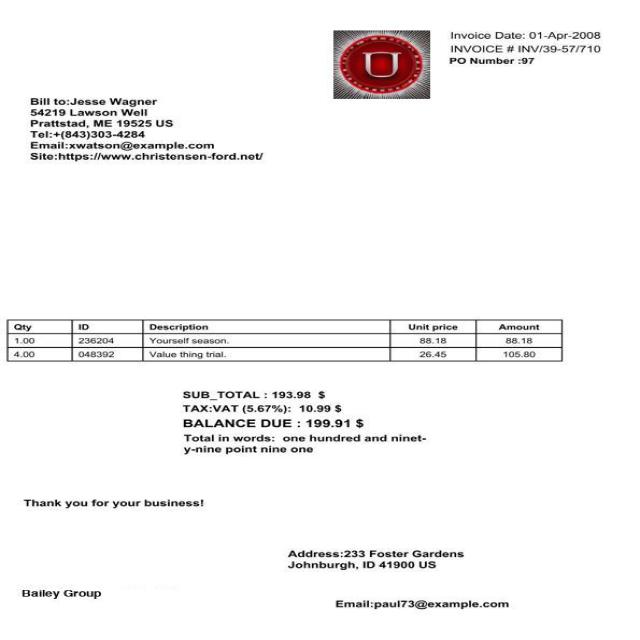 Invoice Date: 01-Apr-2008
INVOICE # INV/39-57/710
PO Number :97
U
Bill to:Jesse Wagner
54219 Lawson Well
Prattstad, ME 19525 US
Tel:+(843)303-4284
Email:xwatson@example.com
Site:https://www.christensen-ford.net/
Qty ID Description Unit price Amount
1.00 236204 Yourself season. 88.18 88.18
4.00 048392 Value thing trial. 26.45 105.80
SUB_TOTAL : 193.98 $
TAX:VAT (5.67%): 10.99 $
BALANCE DUE : 199.91 $
Total in words: one hundred and ninet-
y-nine point nine one
Thank you for your business!
Address:233 Foster Gardens
Johnburgh, ID 41900 US
Bailey Group
Email:paul73@example.com